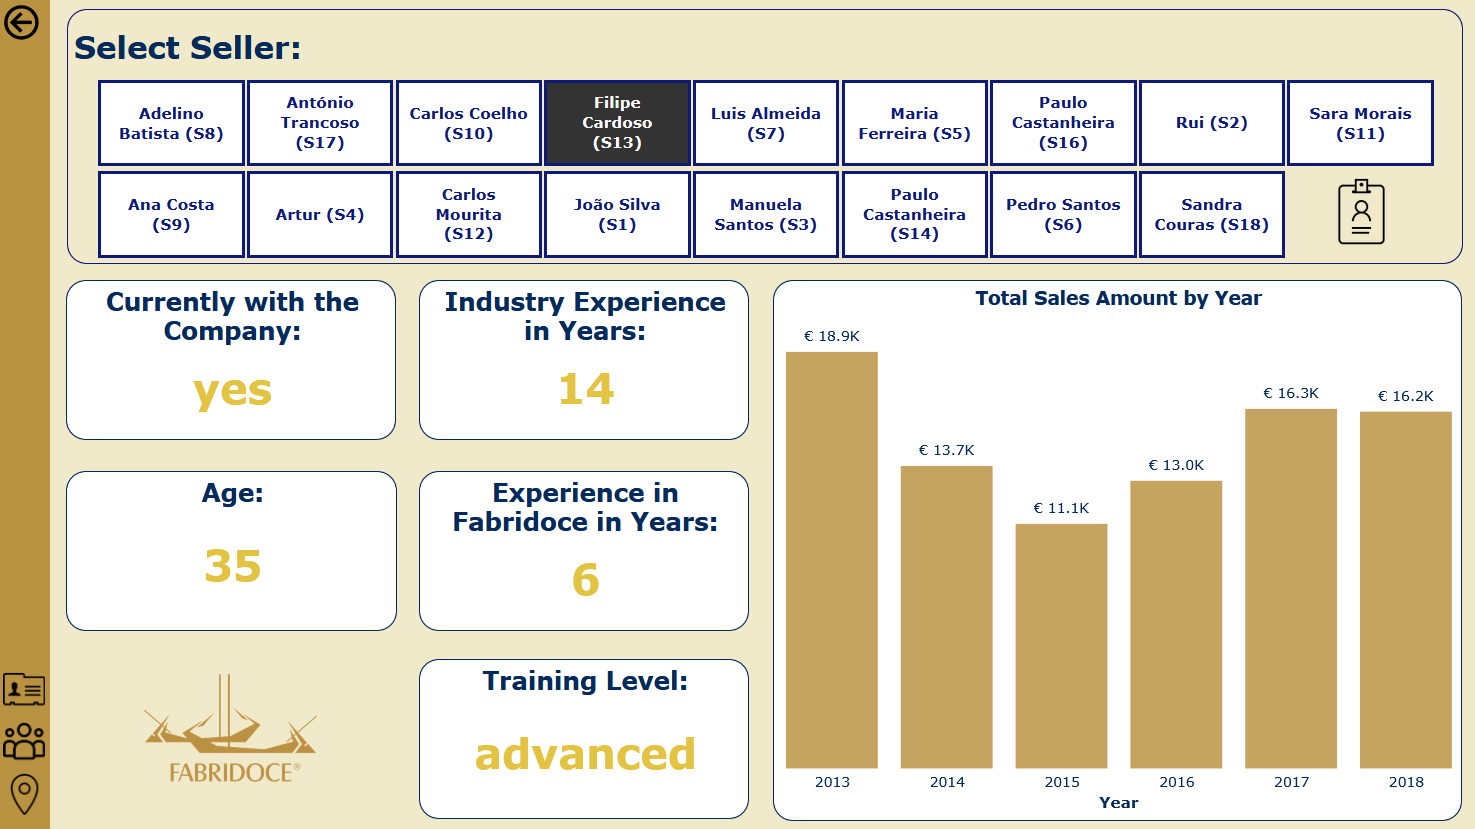 Select Seller:
Adelino
Batista (S8)
António
Trancoso
(S17)
Carlos Coelho
(S10)
Filipe
Cardoso
(S13)
Luis Almeida
(S7)
Maria
Ferreira (S5)
Paulo
Castanheira
(S16)
Rui (S2)
Sara Morais
(S11)
Ana Costa
(S9)
Artur (S4)
Carlos
Mourita
(S12)
João Silva
(S1)
Manuela
Santos (S3)
Paulo
Castanheira
(S14)
Pedro Santos
(S6)
Sandra
Couras (S18)
Currently with the
Company:
yes
Industry Experience
in Years:
14
Age:
35
Experience in
Fabridoce in Years:
6
FABRIDOCE®
Training Level:
advanced
Total Sales Amount by Year
€ 18.9K
€ 13.7K
€ 11.1K
€ 13.0K
€ 16.3K
€ 16.2K
2013 2014 2015 2016 2017 2018
Year